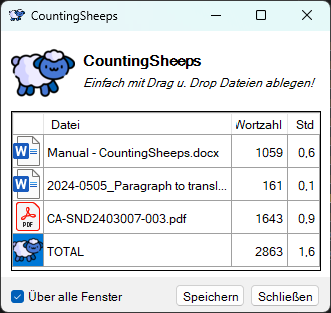 CountingSheeps
CountingSheeps
Einfach mit Drag u. Drop Dateien ablegen!
Datei Wortzahl Std
Manual - CountingSheeps.docx 1059 0,6
2024-0505_Paragraph to transl... 161 0,1
PDF CA-SND2403007-003.pdf 1643 0,9
TOTAL 2863 1,6
Über alle Fenster Speichern Schließen